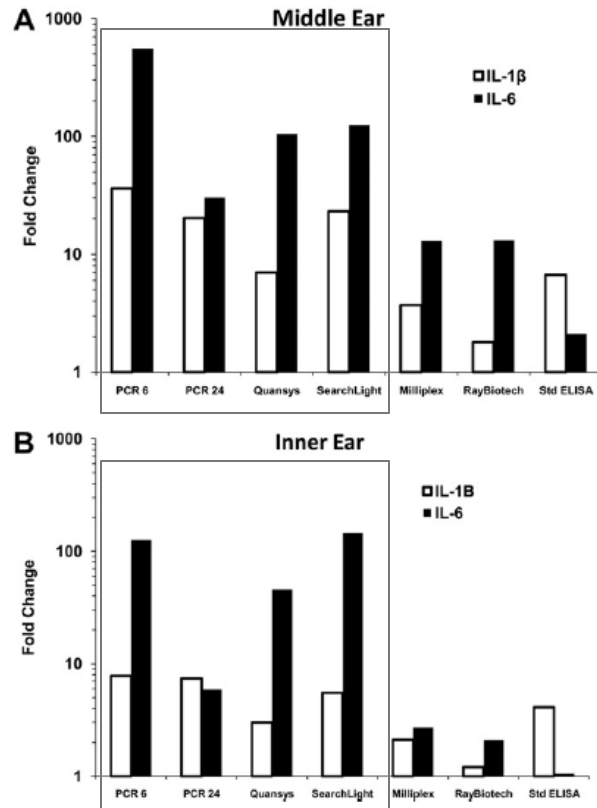 A
Middle Ear
1000
100
10
1
Fold Change
IL-1β
IL-6
PCR 6 PCR 24 Quansys SearchLight Milliplex RayBiotech Std ELISA
B
Inner Ear
1000
100
10
1
Fold Change
IL-1B
IL-6
PCR 6 PCR 24 Quansys SearchLight Milliplex RayBiotech Std ELISA